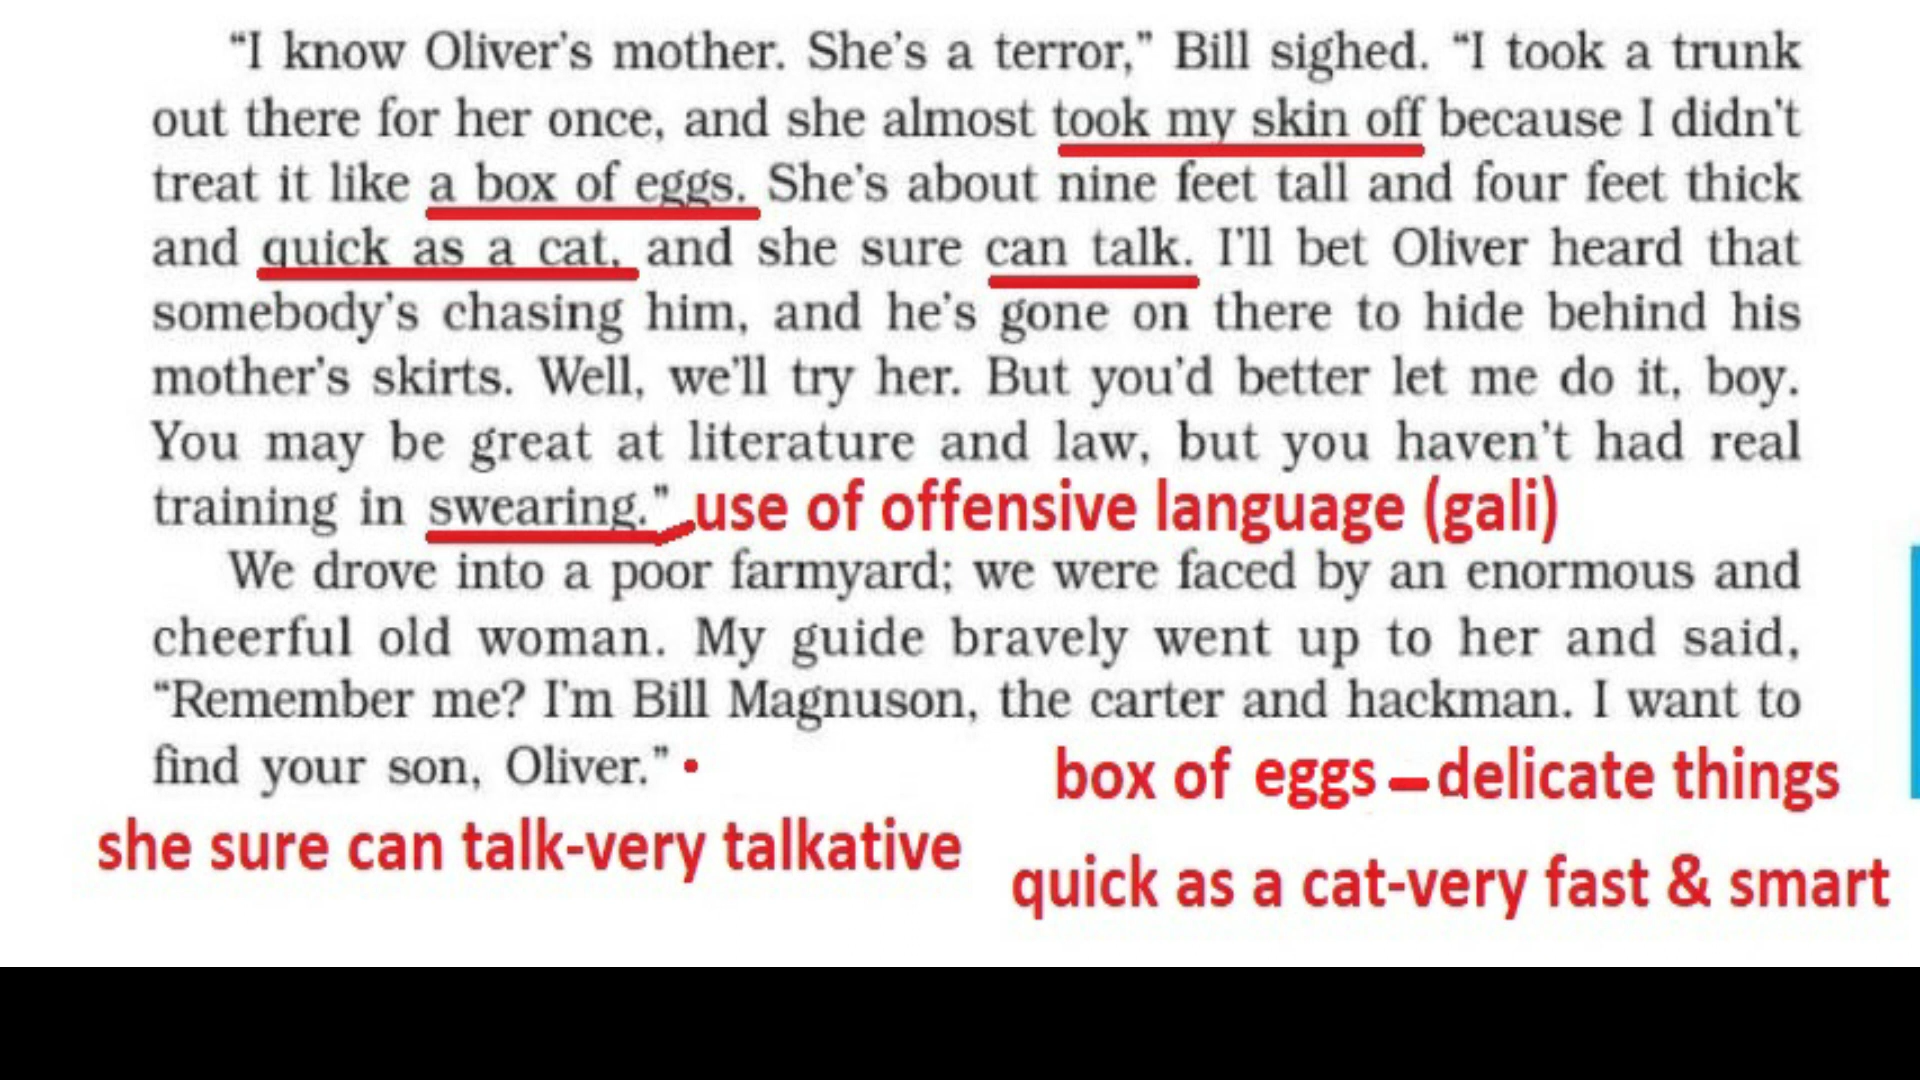 “I know Oliver’s mother. She’s a terror,” Bill sighed. “I took a trunk
out there for her once, and she almost took my skin off because I didn’t
treat it like a box of eggs. She’s about nine feet tall and four feet thick
and quick as a cat, and she sure can talk. I’ll bet Oliver heard that
somebody’s chasing him, and he’s gone on there to hide behind his
mother’s skirts. Well, we’ll try her. But you’d better let me do it, boy.
You may be great at literature and law, but you haven’t had real
training in swearing.” use of offensive language (gali)
We drove into a poor farmyard; we were faced by an enormous and
cheerful old woman. My guide bravely went up to her and said,
“Remember me? I’m Bill Magnuson, the carter and hackman. I want to
find your son, Oliver.”
box of eggs – delicate things
she sure can talk-very talkative
quick as a cat-very fast & smart